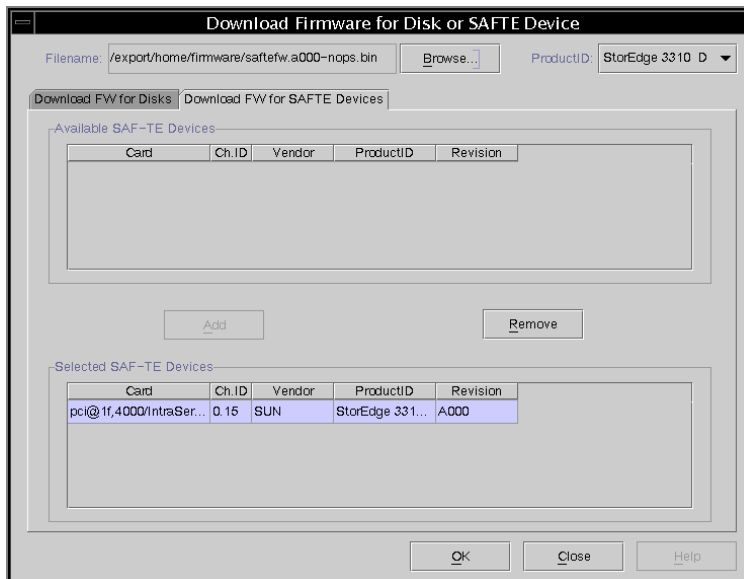 Download Firmware for Disk or SAFTE Device
Filename: /export/home/firmware/saftefw.a000-nops.bin Browse... ProductID: StorEdge 3310 D
Download FW for Disks Download FW for SAFTE Devices
Available SAF-TE Devices
Card Ch.ID Vendor ProductID Revision
Add Remove
Selected SAF-TE Devices
Card Ch.ID Vendor ProductID Revision
pci@1f,4000/IntraSer... 0.15 SUN StorEdge 331... A000
OK Close Help